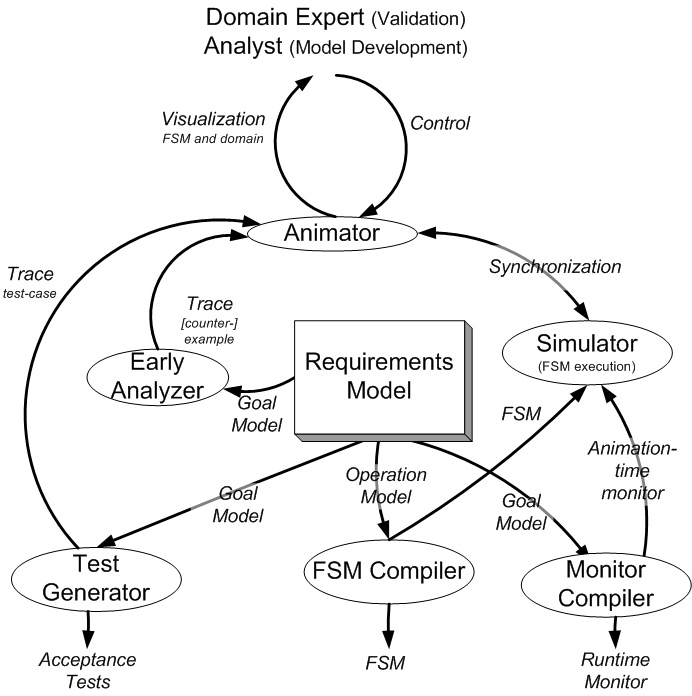 Domain Expert (Validation)
Analyst (Model Development)
Visualization
FSM and domain
Control
Animator
Trace
test-case
Synchronization
Trace
[counter-]
example
Requirements
Model
Simulator
(FSM execution)
Early
Analyzer
Goal
Model
FSM
Animation-
time
monitor
Goal
Model
Operation
Model
Goal
Model
Test
Generator
FSM Compiler
Monitor
Compiler
Acceptance
Tests
FSM
Runtime
Monitor